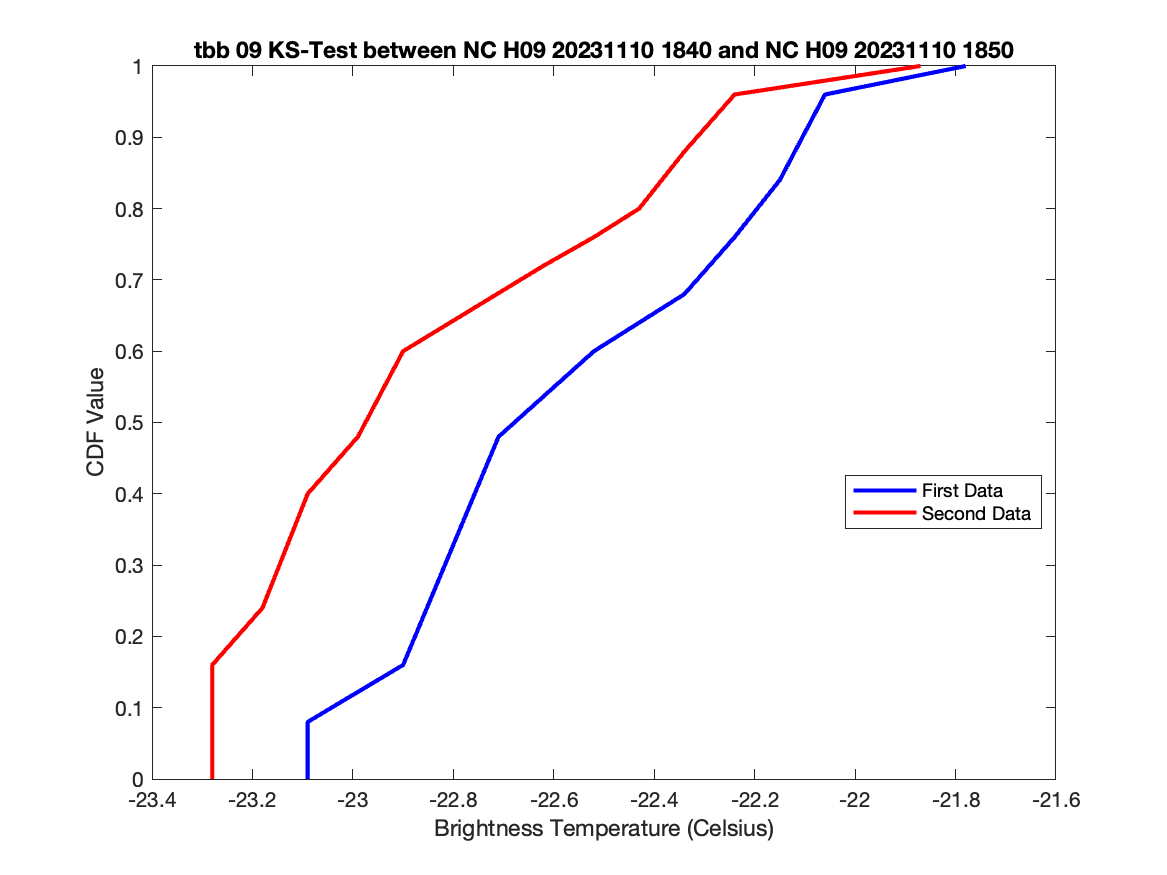 tbb 09 KS-Test between NC H09 20231110 1840 and NC H09 20231110 1850
1
0.9
0.8
0.7
0.6
0.5
0.4
0.3
0.2
0.1
0
CDF Value
First Data
Second Data
-23.4 -23.2 -23 -22.8 -22.6 -22.4 -22.2 -22 -21.8 -21.6
Brightness Temperature (Celsius)